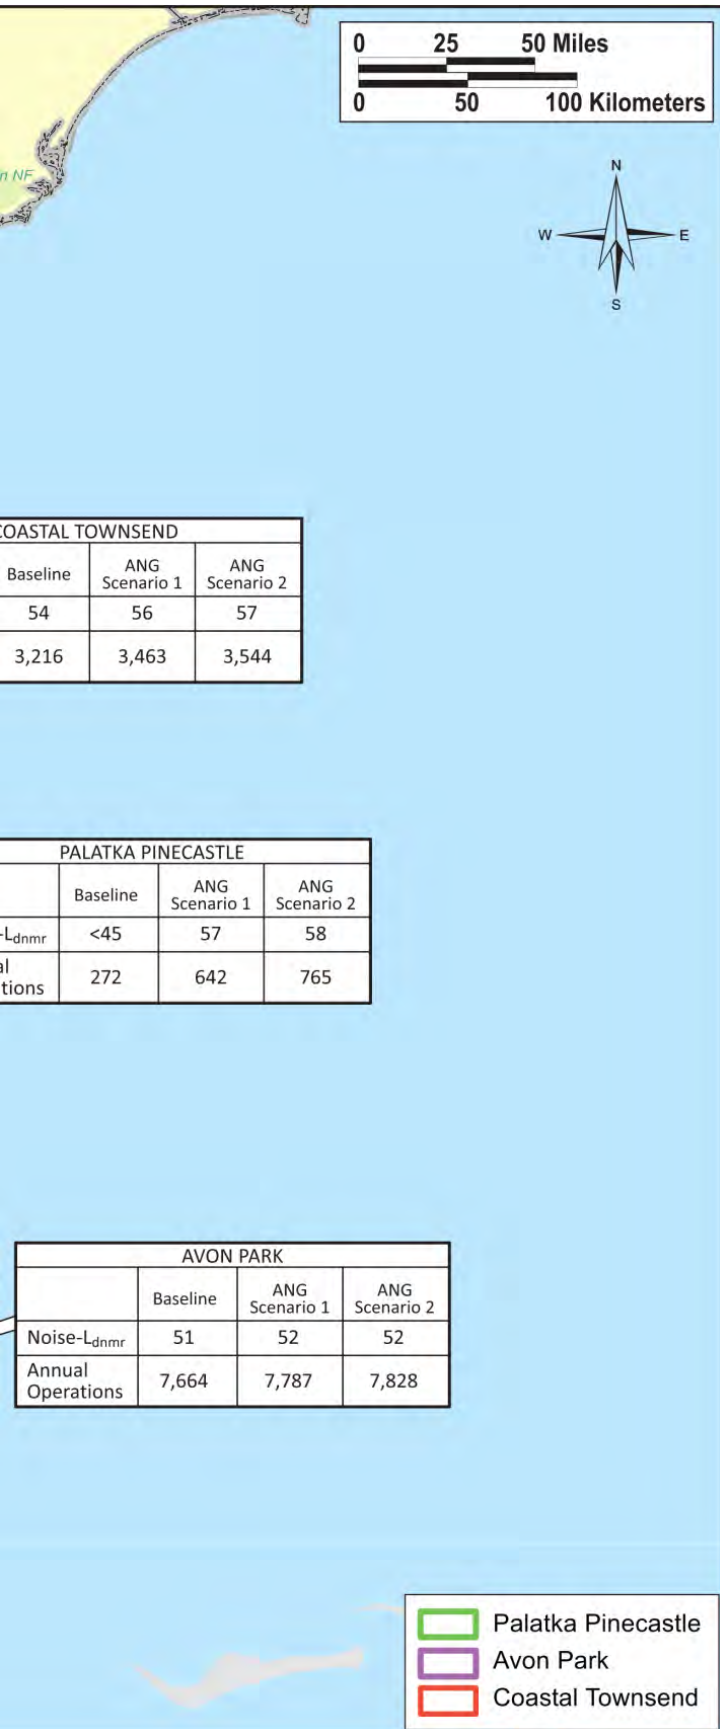 0 25 50 Miles
0 50 100 Kilometers
n NF
N
W E
S
COASTAL TOWNSEND
Baseline ANG Scenario 1 ANG Scenario 2
54 56 57
3,216 3,463 3,544
PALATKA PINECASTLE
Baseline ANG Scenario 1 ANG Scenario 2
-Ldnmr <45 57 58
al
tions 272 642 765
AVON PARK
Baseline ANG Scenario 1 ANG Scenario 2
Noise-Ldnmr 51 52 52
Annual
Operations 7,664 7,787 7,828
Palatka Pinecastle
Avon Park
Coastal Townsend